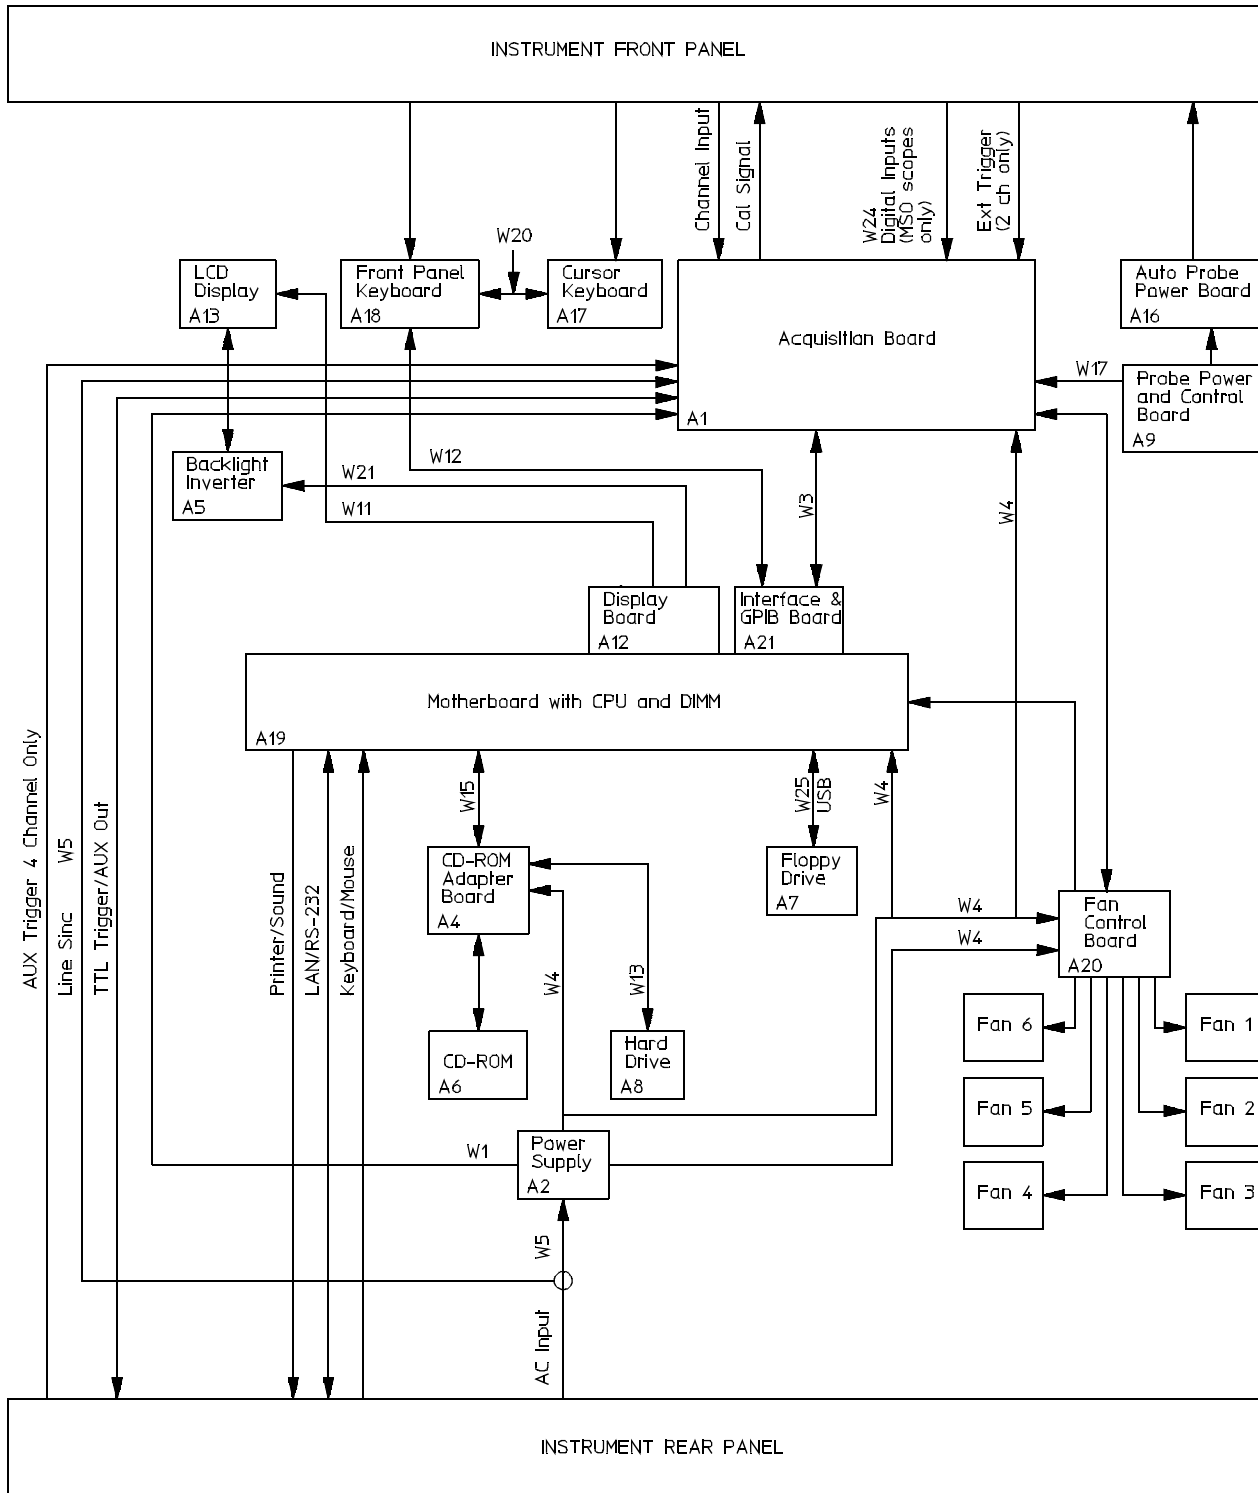 INSTRUMENT FRONT PANEL
Channel Input
Cal Signal
W24
Digital Inputs
(MSO scopes
only)
Ext Trigger
(2 ch only)
W20
LCD
Display
A13
Front Panel
Keyboard
A18
Cursor
Keyboard
A17
Acquisition Board
A1
Auto Probe
Power Board
A16
W17
Probe Power
and Control
Board
A9
Backlight
Inverter
A5
W12
W21
W11
W3
W4
Display
Board
A12
Interface &
GPIB Board
A21
Motherboard with CPU and DIMM
A19
AUX Trigger 4 Channel Only
Line Sinc W5
TTL Trigger/AUX Out
Printer/Sound
LAN/RS-232
Keyboard/Mouse
W15
W25
USB
W4
CD-ROM
Adapter
Board
A4
Floppy
Drive
A7
W4
W4
Fan
Control
Board
A20
W4
W13
CD-ROM
A6
Hard
Drive
A8
Fan 6
Fan 1
Fan 5
Fan 2
Fan 4
Fan 3
W1
Power
Supply
A2
W5
AC Input
INSTRUMENT REAR PANEL